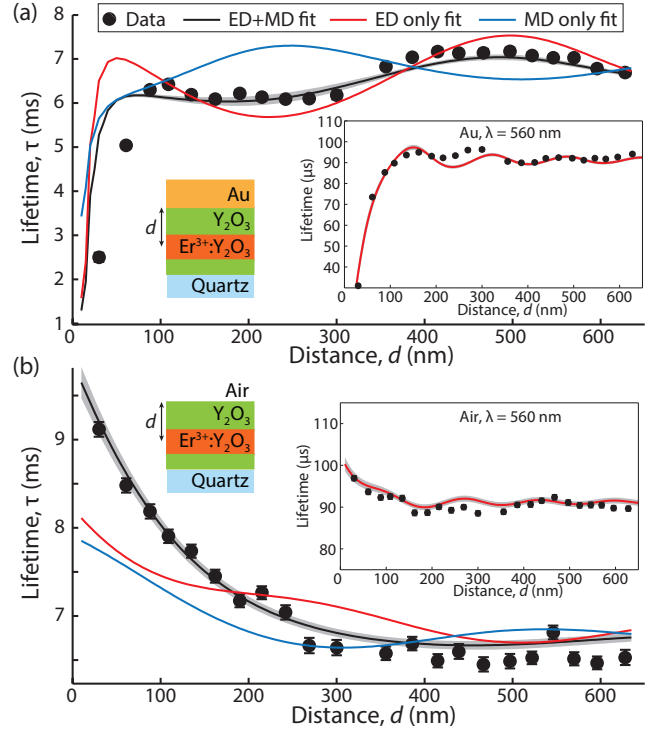 (a)
Data ED+MD fit ED only fit MD only fit
Lifetime, τ (ms)
8
7
6
5
4
3
2
1
Au
Y2O3
Er3+:Y2O3
Quartz
d
Au, λ = 560 nm
Lifetime (μs)
100
90
80
70
60
50
40
0 100 200 300 400 500 600
Distance, d (nm)
0 100 200 300 400 500 600
Distance, d (nm)
(b)
Lifetime, τ (ms)
9
8
7
Air
Y2O3
Er3+:Y2O3
Quartz
d
Air, λ = 560 nm
Lifetime (μs)
110
100
90
80
0 100 200 300 400 500 600
Distance, d (nm)
0 100 200 300 400 500 600
Distance, d (nm)